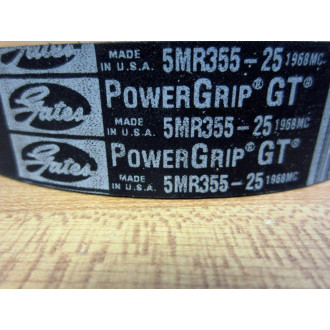 Gates MADE IN U.S.A. 5MR355-25 1968MC
Gates POWERGRIP® GT®
MADE IN U.S.A. 5MR355-25 1968MC
Gates POWERGRIP® GT®
MADE IN U.S.A. 5MR355-25 1968MC